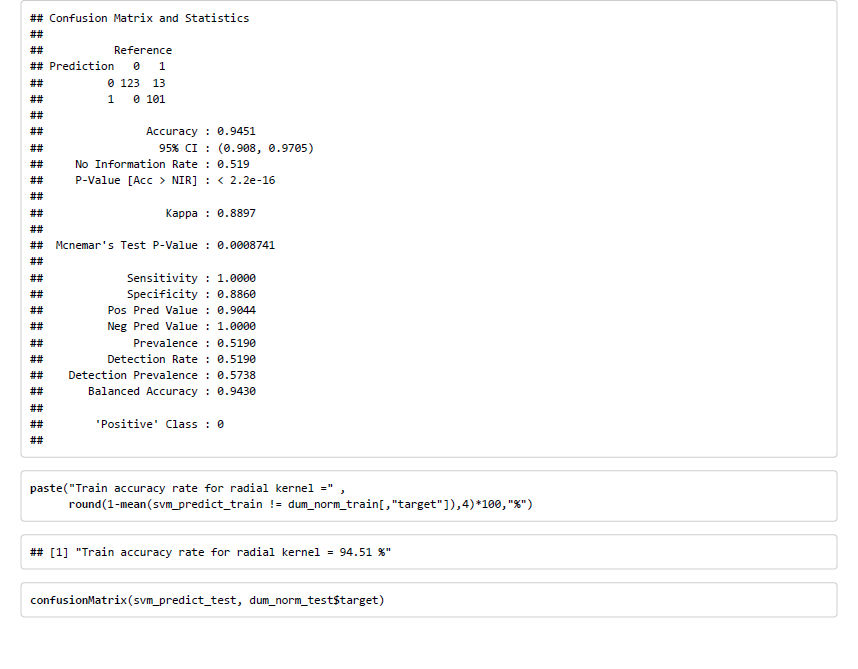 ## Confusion Matrix and Statistics
##
##           Reference
## Prediction   0   1
##          0 123  13
##          1   0 101
##
##                Accuracy : 0.9451
##                  95% CI : (0.908, 0.9705)
##     No Information Rate : 0.519
##     P-Value [Acc > NIR] : < 2.2e-16
##
##                   Kappa : 0.8897
##
##  Mcnemar's Test P-Value : 0.0008741
##
##             Sensitivity : 1.0000
##             Specificity : 0.8860
##          Pos Pred Value : 0.9044
##          Neg Pred Value : 1.0000
##              Prevalence : 0.5190
##          Detection Rate : 0.5190
##    Detection Prevalence : 0.5738
##       Balanced Accuracy : 0.9430
##
##        'Positive' Class : 0
##
paste("Train accuracy rate for radial kernel =" ,
      round(1-mean(svm_predict_train != dum_norm_train[,"target"]),4)*100,"%")
## [1] "Train accuracy rate for radial kernel = 94.51 %"
confusionMatrix(svm_predict_test, dum_norm_test$target)